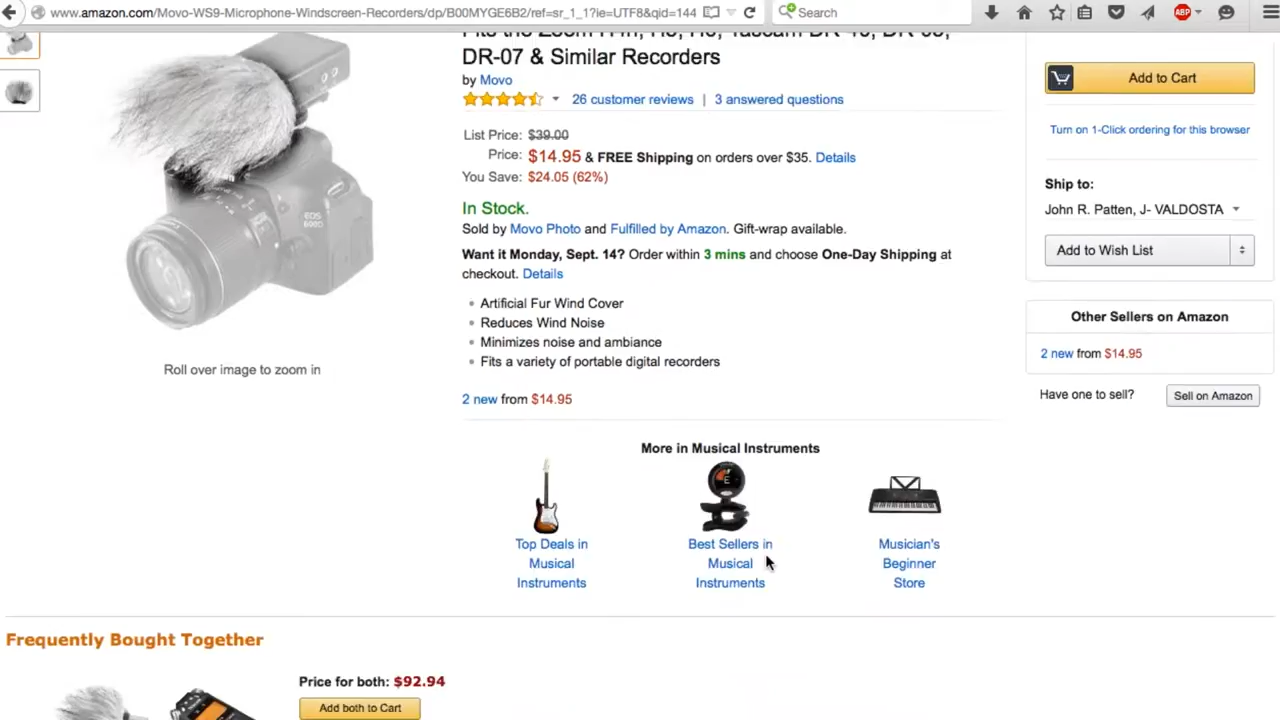 www.amazon.com/Movo-WS9-Microphone-Windscreen-Recorders/dp/B00MYGE6B2/ref=sr_1_1?ie=UTF8&qid=144
Search
ABP
DR-07 & Similar Recorders
by Movo
26 customer reviews | 3 answered questions
List Price: $39.00
Price: $14.95 & FREE Shipping on orders over $35. Details
You Save: $24.05 (62%)
In Stock.
Sold by Movo Photo and Fulfilled by Amazon. Gift-wrap available.
Want it Monday, Sept. 14? Order within 3 mins and choose One-Day Shipping at
checkout. Details
Artificial Fur Wind Cover
Reduces Wind Noise
Minimizes noise and ambiance
Fits a variety of portable digital recorders
2 new from $14.95
Roll over image to zoom in
EOS
600D
Add to Cart
Turn on 1-Click ordering for this browser
Ship to:
John R. Patten, J- VALDOSTA
Add to Wish List
Other Sellers on Amazon
2 new from $14.95
Have one to sell? Sell on Amazon
More in Musical Instruments
Top Deals in
Musical
Instruments
Best Sellers in
Musical
Instruments
Musician's
Beginner
Store
Frequently Bought Together
Price for both: $92.94
Add both to Cart